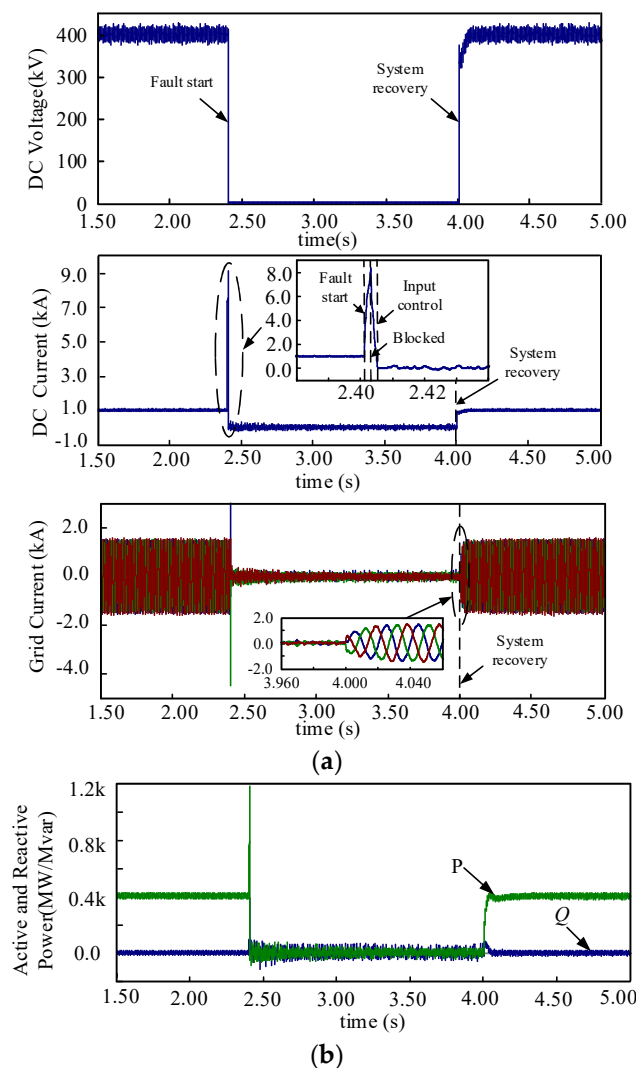 400
300
200
100
0
DC Voltage(kV)
Fault start
System
recovery
1.50 2.00 2.50 3.00 3.50 4.00 4.50 5.00
time(s)
9.0
7.0
5.0
3.0
1.0
-1.0
DC Current (kA)
8.0
6.0
4.0
2.0
0.0
Fault
start
Input
control
Blocked
2.40 2.42
System
recovery
1.50 2.00 2.50 3.00 3.50 4.00 4.50 5.00
time (s)
2.0
0.0
-2.0
-4.0
Grid Current (kA)
2.0
0.0
-2.0
3.960 4.000 4.040
System
recovery
1.50 2.00 2.50 3.00 3.50 4.00 4.50 5.00
time (s)
(a)
1.2k
0.8k
0.4k
0.0
Active and Reactive
Power(MW/Mvar)
P
Q
1.50 2.00 2.50 3.00 3.50 4.00 4.50 5.00
time (s)
(b)